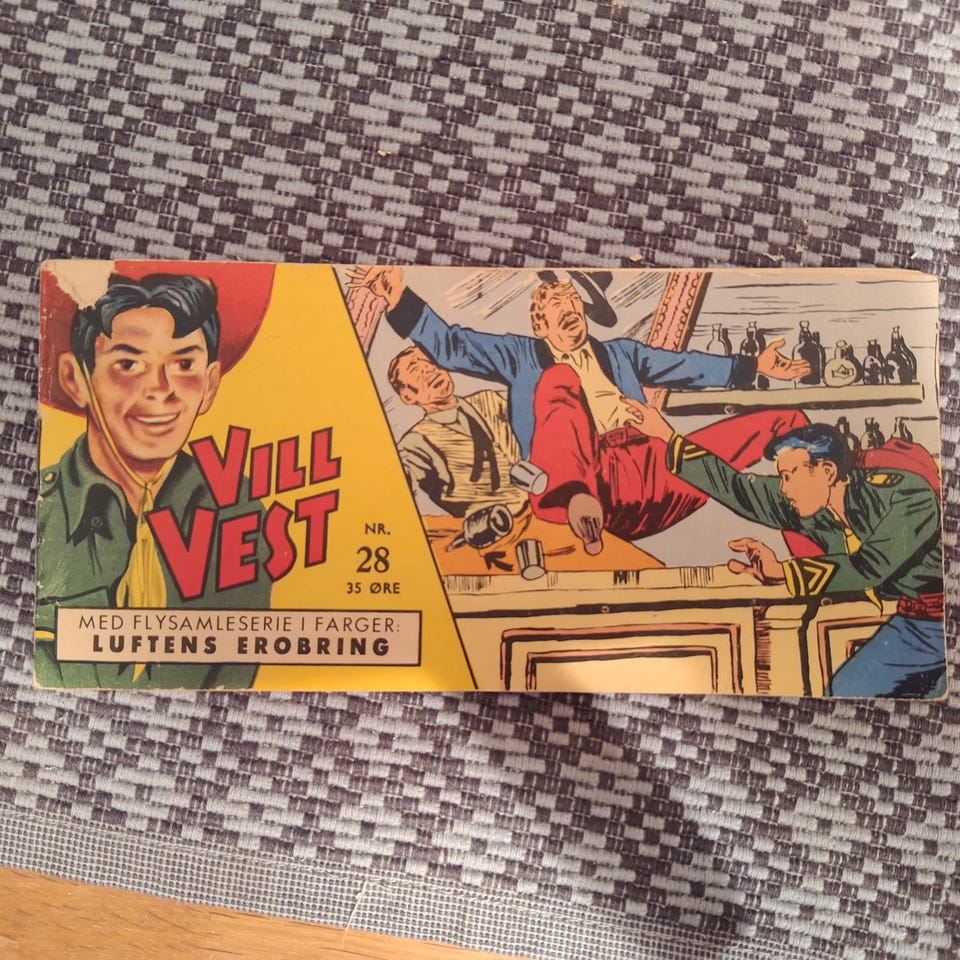 VILL
VEST
NR.
28
35 ØRE
MED FLYSAMLESERIE I FARGER:
LUFTENS EROBRING